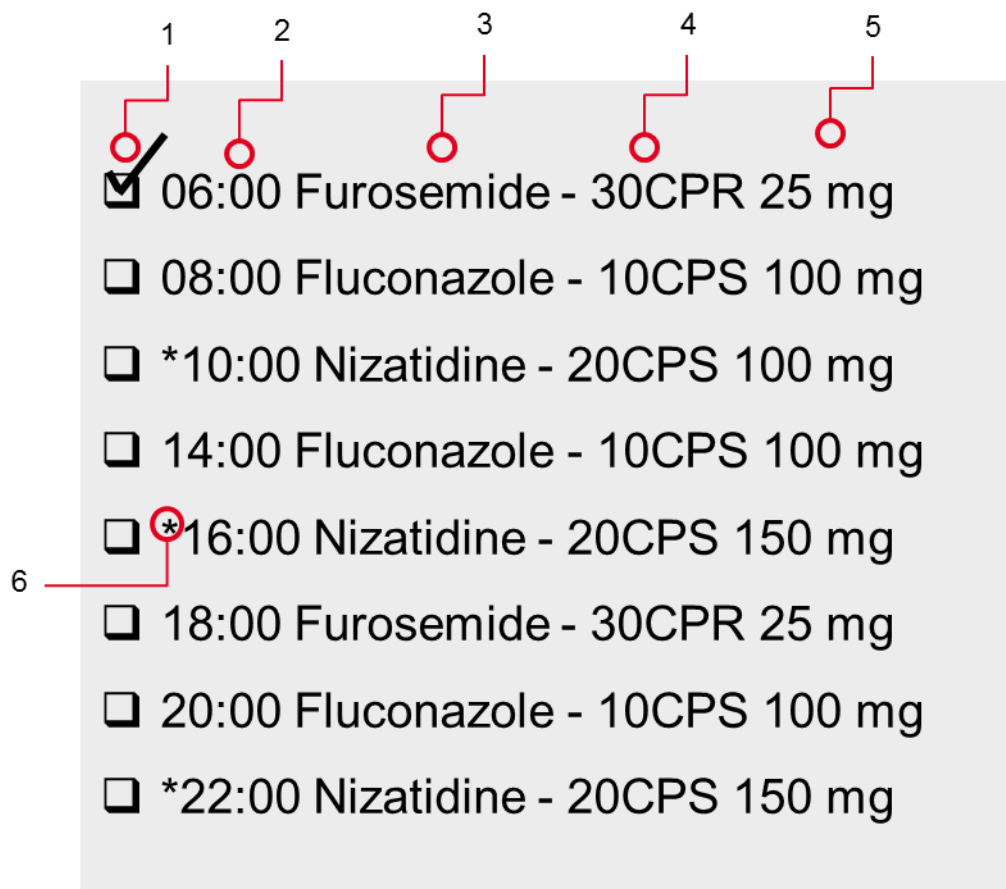 1 2 3 4 5
06:00 Furosemide - 30CPR 25 mg
08:00 Fluconazole - 10CPS 100 mg
*10:00 Nizatidine - 20CPS 100 mg
14:00 Fluconazole - 10CPS 100 mg
*16:00 Nizatidine - 20CPS 150 mg
6
18:00 Furosemide - 30CPR 25 mg
20:00 Fluconazole - 10CPS 100 mg
*22:00 Nizatidine - 20CPS 150 mg